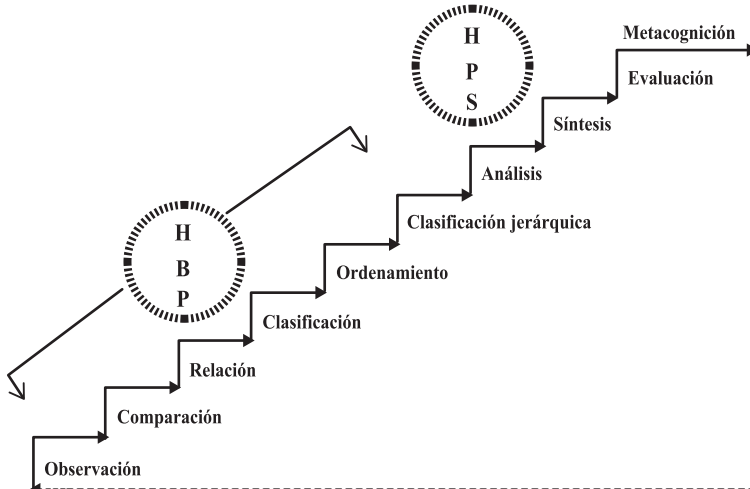 H
P
S
Metacognición
Evaluación
Síntesis
Análisis
Clasificación jerárquica
H
B
P
Ordenamiento
Clasificación
Relación
Comparación
Observación